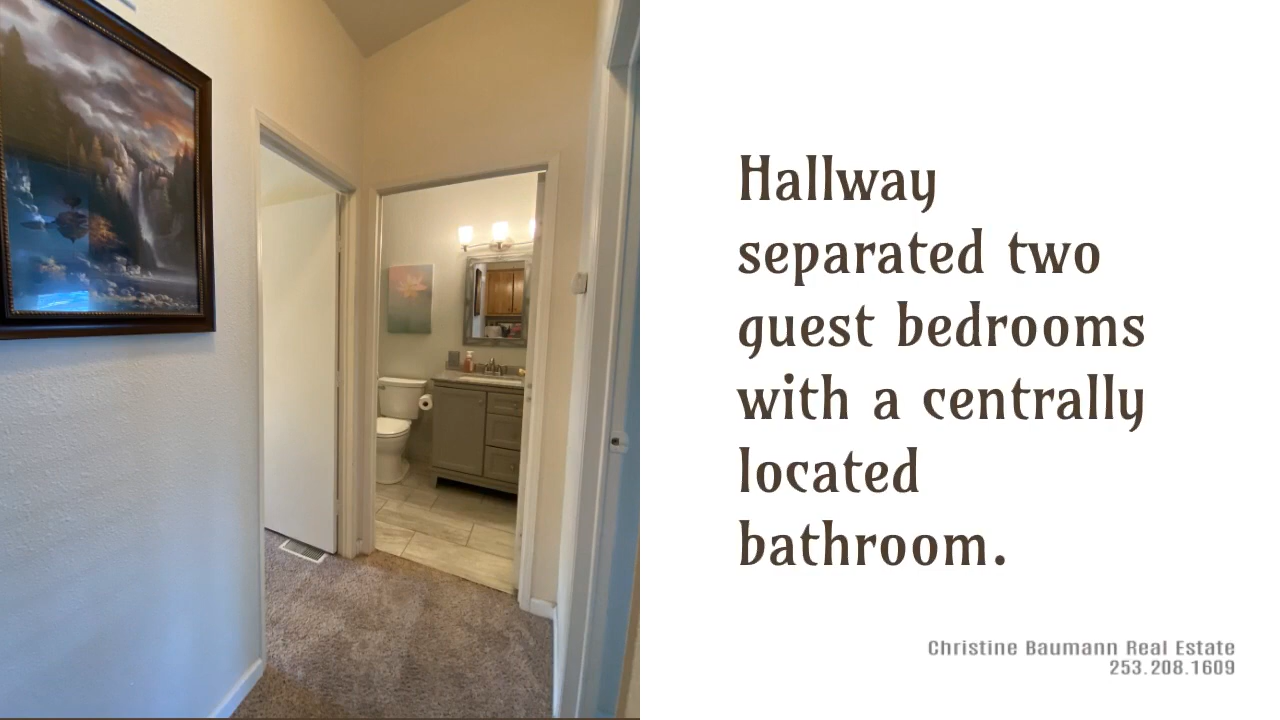 Hallway
separated two
guest bedrooms
with a centrally
located
bathroom.
Christine Baumann Real Estate
253.208.1609